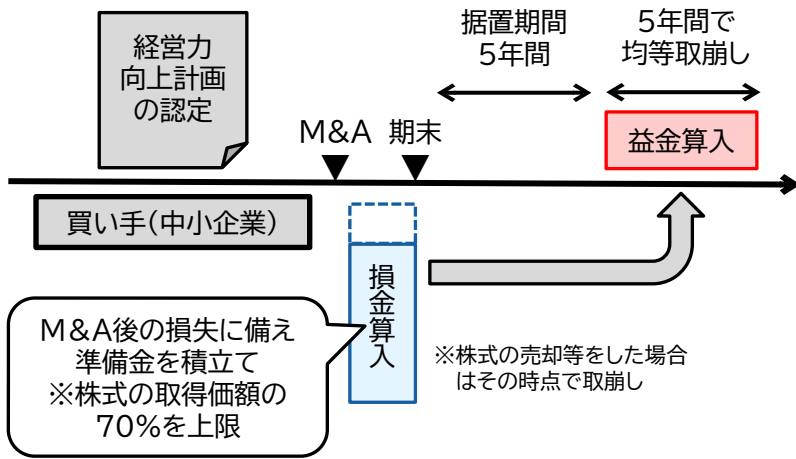 経営力
向上計画
の認定
M&A
期末
据置期間
5年間
5年間で
均等取崩し
益金算入
買い手(中小企業)
損金算入
M&A後の損失に備え
準備金を積立て
※株式の取得価額の
70%を上限
※株式の売却等をした場合
はその時点で取崩し